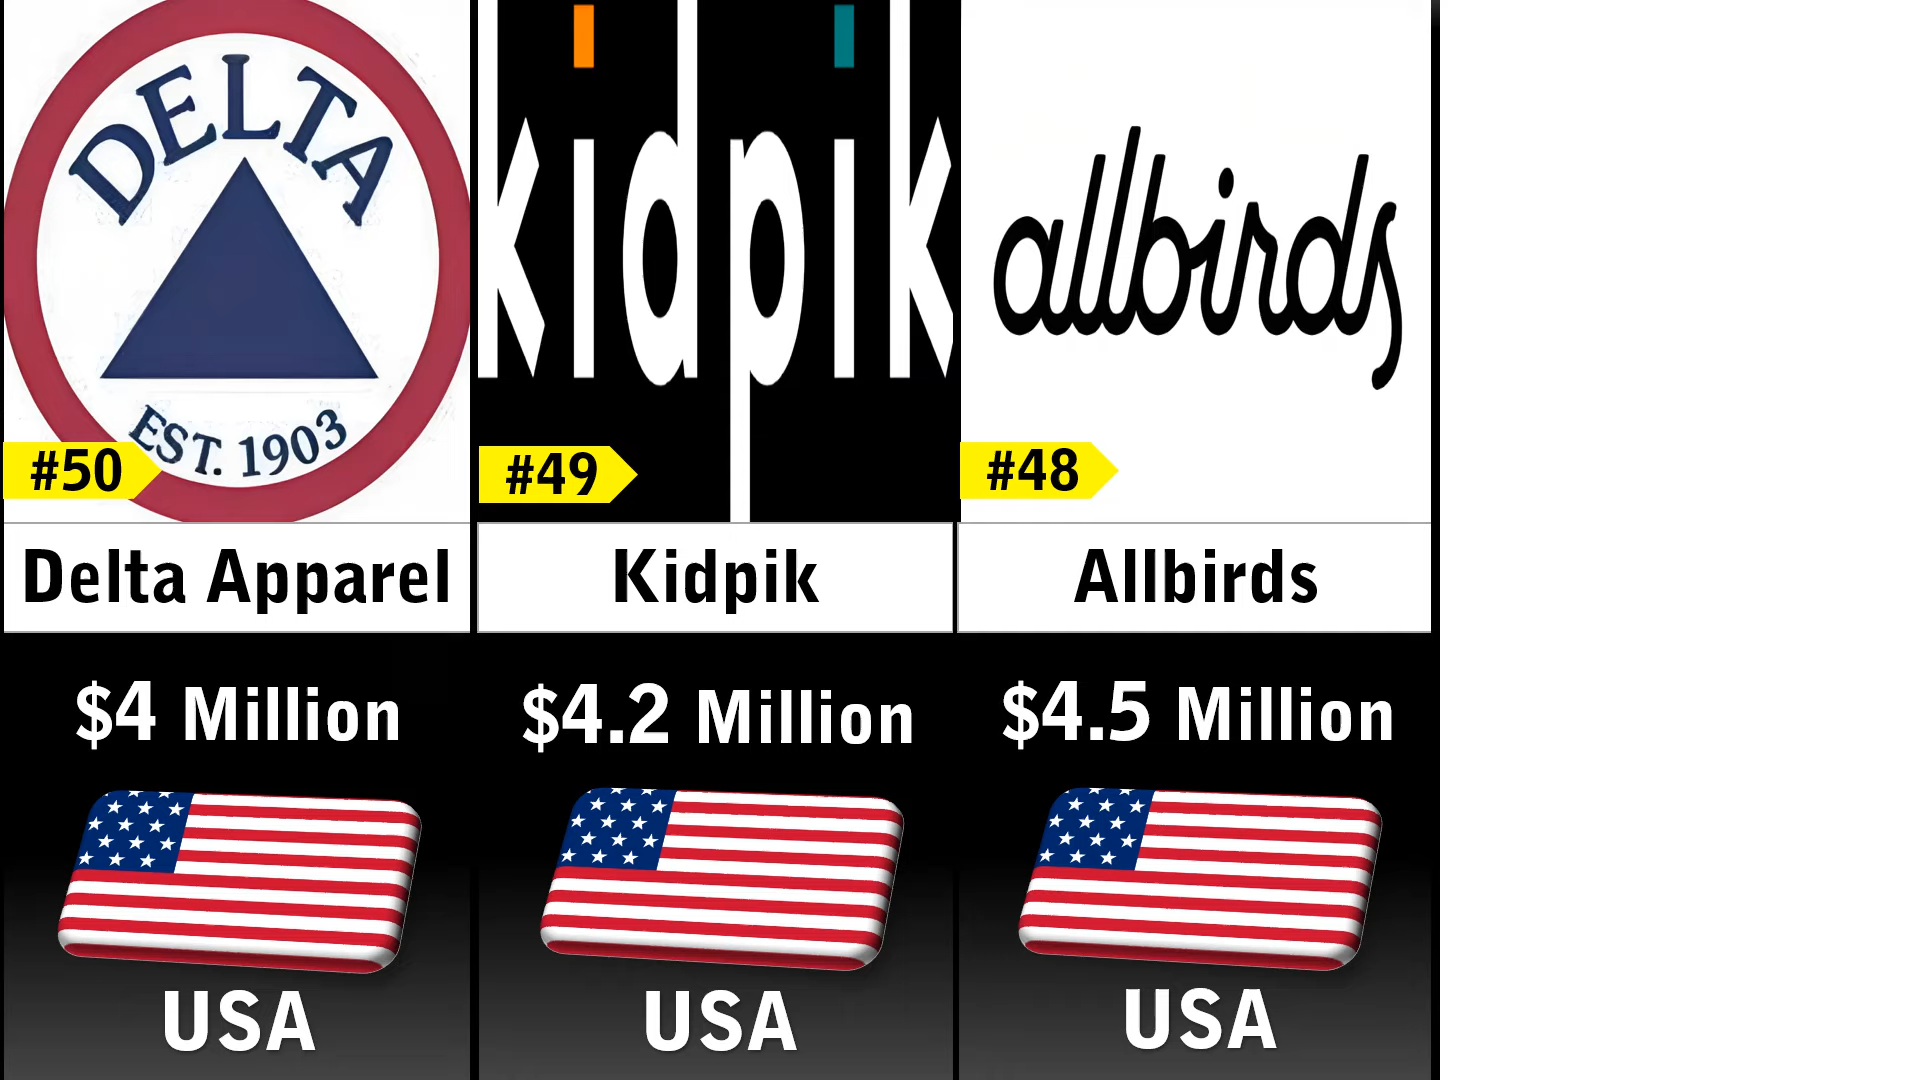 DELTA
EST. 1903
#50
Delta Apparel
$4 Million
USA
kidpik
#49
Kidpik
$4.2 Million
USA
allbirds
#48
Allbirds
$4.5 Million
USA